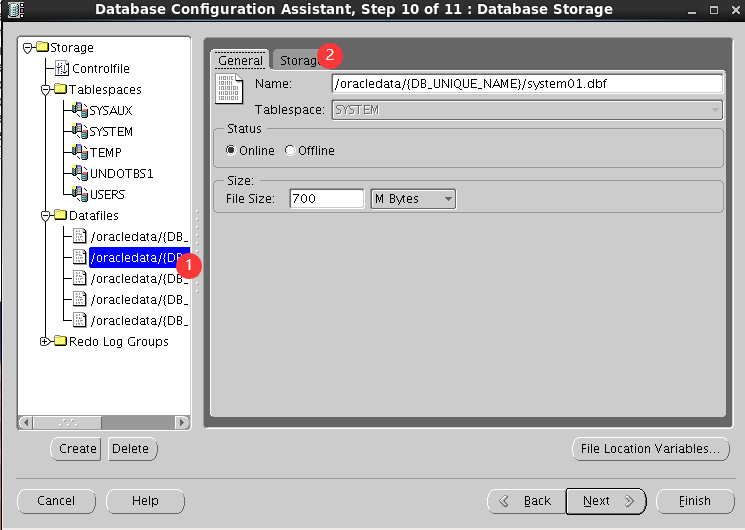 Database Configuration Assistant, Step 10 of 11 : Database Storage
Storage
Controlfile
Tablespaces
SYSAUX
SYSTEM
TEMP
UNDOTBS1
USERS
Datafiles
/oracledata/{DB_
/oracledata/{DB_
1
/oracledata/{DB_
/oracledata/{DB_
/oracledata/{DB_
Redo Log Groups
Create
Delete
General
Storage
2
Name:
/oracledata/{DB_UNIQUE_NAME}/system01.dbf
Tablespace:
SYSTEM
Status
Online
Offline
Size:
File Size:
700
M Bytes
File Location Variables...
Cancel
Help
Back
Next
Finish